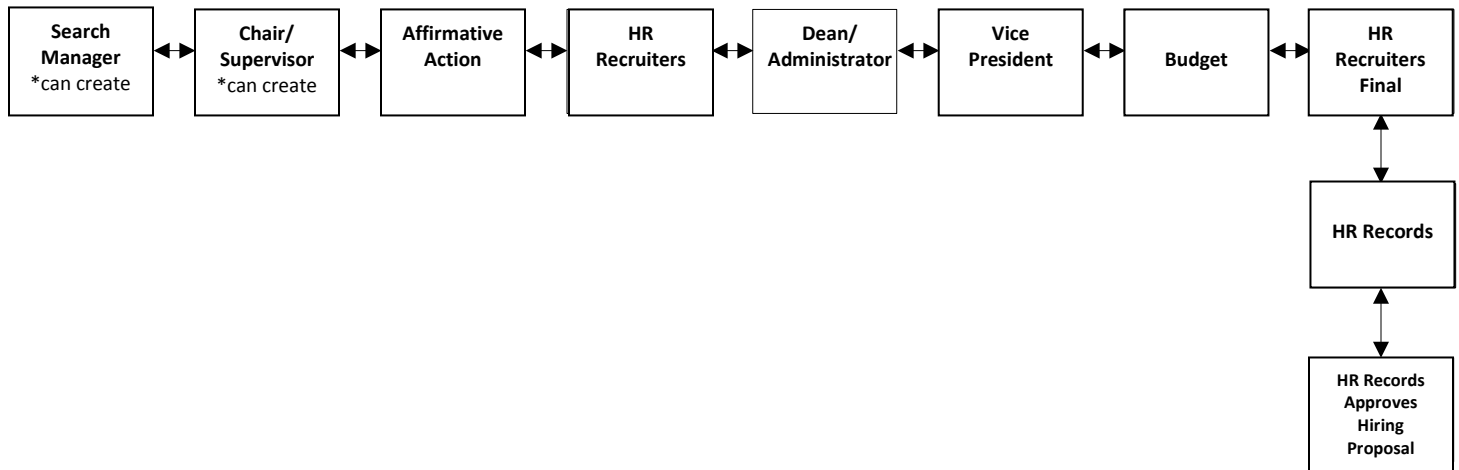 Search
Manager
*can create
Chair/
Supervisor
*can create
Affirmative
Action
HR
Recruiters
Dean/
Administrator
Vice
President
Budget
HR
Recruiters
Final
HR Records
HR Records
Approves
Hiring
Proposal